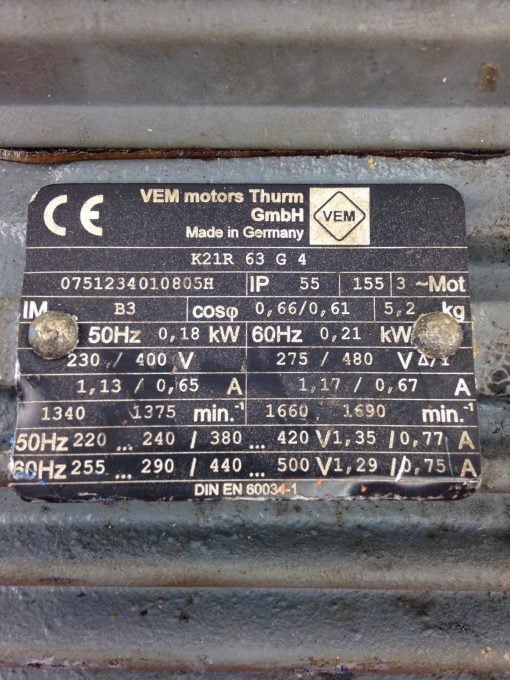 CE
VEM motors Thurm
GmbH
Made in Germany
VEM
K21R 63 G 4
0751234010805H IP 55 155 3 ~Mot
IM B3 cosφ 0,66/0,61 5,2 kg
50Hz 0,18 kW 60Hz 0,21 kW
230 / 400 V 275 / 480 V Δ/Y
1,13 / 0,65 A 1,17 / 0,67 A
1340 1375 min.⁻¹ 1660 1690 min.⁻¹
50Hz 220 ... 240 / 380 ... 420 V 1,35 / 0,77 A
60Hz 255 ... 290 / 440 ... 500 V 1,29 / 0,75 A
DIN EN 60034-1